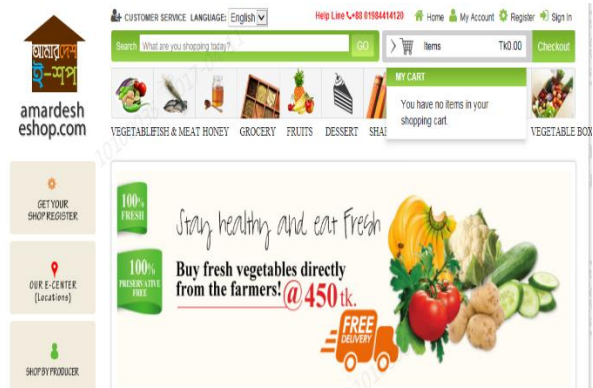 CUSTOMER SERVICE LANGUAGE: English
Help Line +88 01984414120 Home My Account Register Sign In
আমারদেশ
ই-শপ
amardesh
eshop.com
Search What are you shopping today? GO
Items Tk0.00 Checkout
MY CART
You have no items in your
shopping cart.
VEGETABLE FISH & MEAT HONEY GROCERY FRUITS DESSERT SHA VEGETABLE BOX
GET YOUR
SHOP REGISTER
OUR E-CENTER
(Locations)
SHOP BY PRODUCER
100%
FRESH
Stay healthy and eat Fresh
100%
PRESERVATIVE
FREE
Buy fresh vegetables directly
from the farmers! @ 450 tk.
FREE
DELIVERY